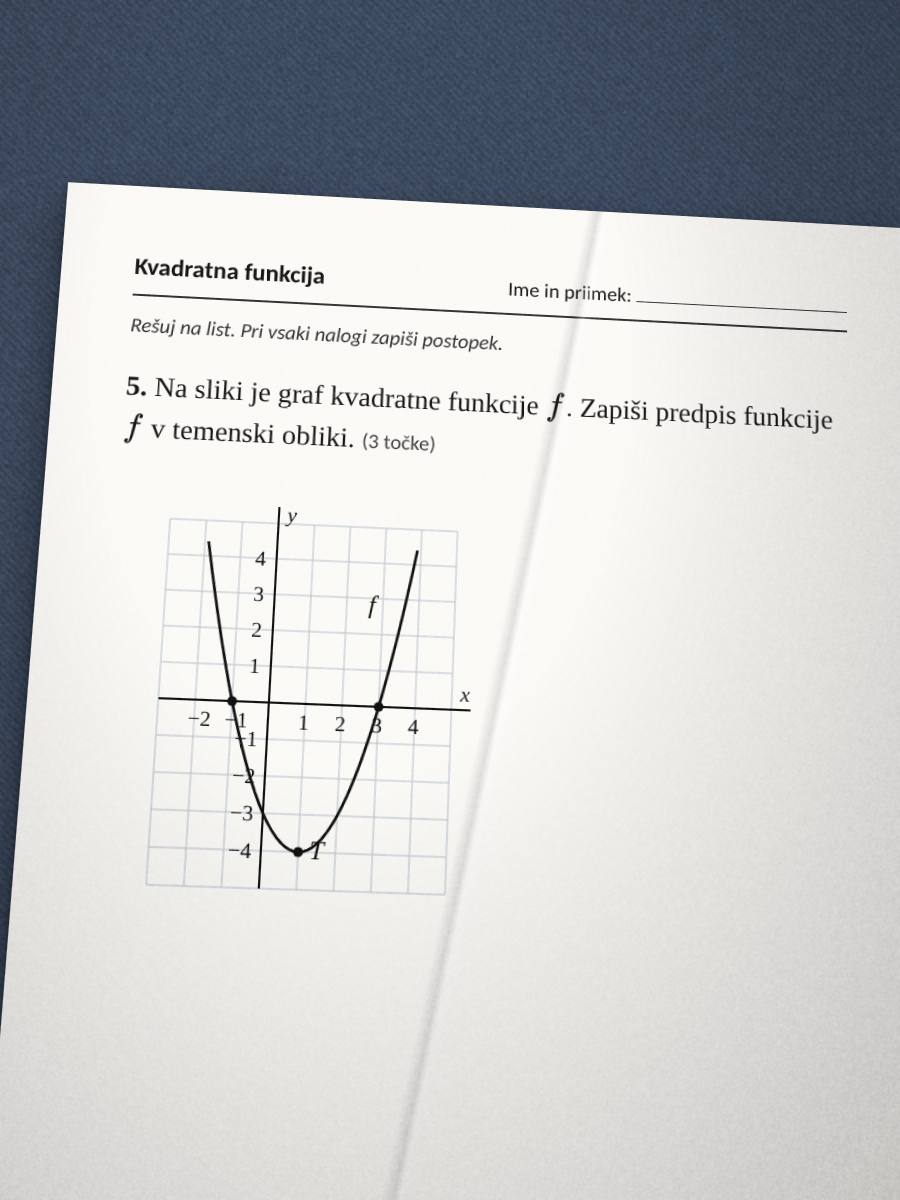 Kvadratna funkcija
Ime in priimek:
Rešuj na list. Pri vsaki nalogi zapiši postopek.
5. Na sliki je graf kvadratne funkcije f. Zapiši predpis funkcije
f v temenski obliki. (3 točke)
y
4
3
f
2
1
x
−2 −1 1 2 3 4
−1
−2
−3
−4 T